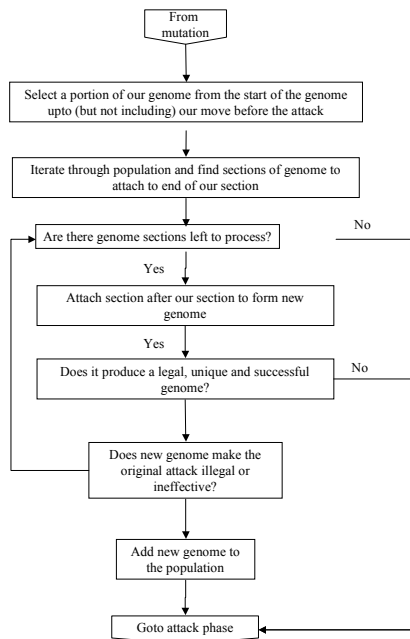 From
mutation
Select a portion of our genome from the start of the genome
upto (but not including) our move before the attack
Iterate through population and find sections of genome to
attach to end of our section
Are there genome sections left to process?
No
Yes
Attach section after our section to form new
genome
Yes
Does it produce a legal, unique and successful
genome?
No
Does new genome make the
original attack illegal or
ineffective?
Add new genome to
the population
Goto attack phase